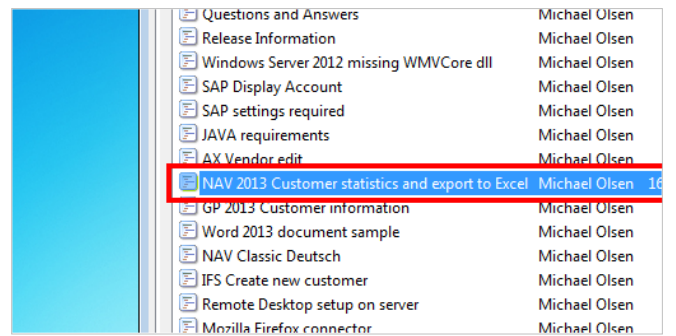 Questions and Answers Michael Olsen
Release Information Michael Olsen
Windows Server 2012 missing WMVCore dll Michael Olsen
SAP Display Account Michael Olsen
SAP settings required Michael Olsen
JAVA requirements Michael Olsen
AX Vendor edit Michael Olsen
NAV 2013 Customer statistics and export to Excel Michael Olsen 16
GP 2013 Customer information Michael Olsen
Word 2013 document sample Michael Olsen
NAV Classic Deutsch Michael Olsen
IFS Create new customer Michael Olsen
Remote Desktop setup on server Michael Olsen
Mozilla Firefox connector Michael Olsen